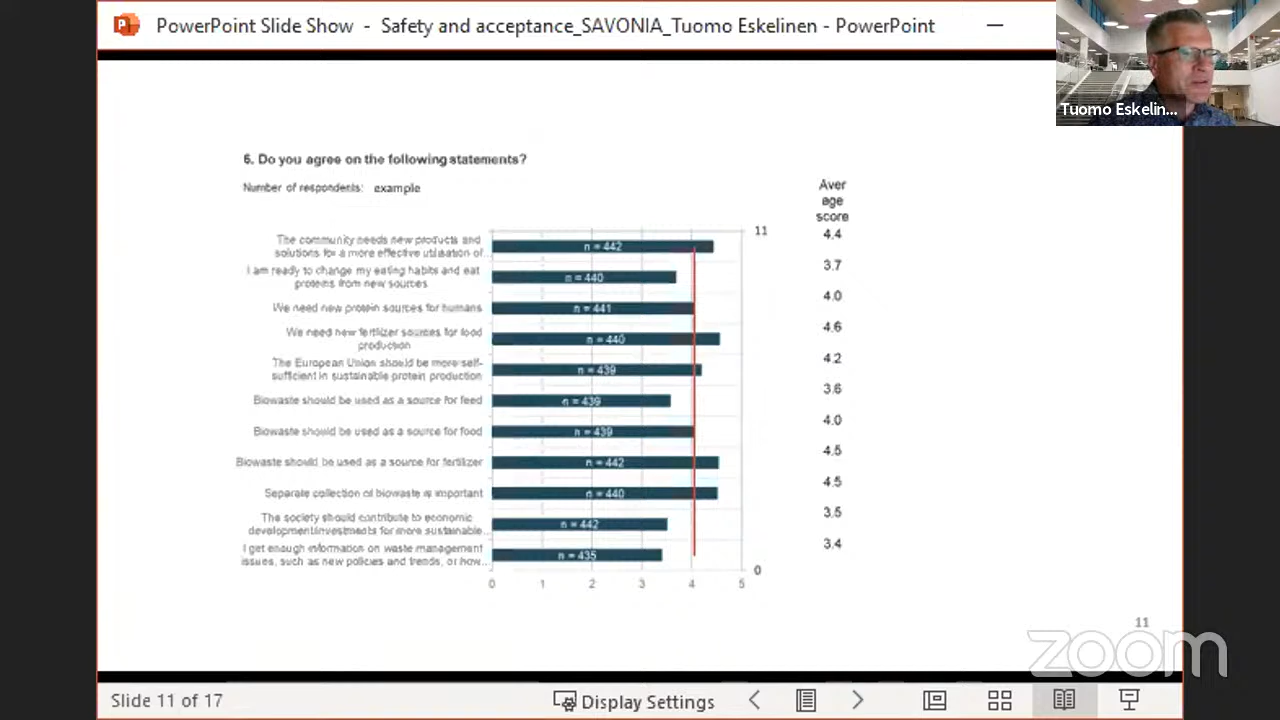 PowerPoint Slide Show - Safety and acceptance_SAVONIA_Tuomo Eskelinen - PowerPoint
Tuomo Eskelin...
6. Do you agree on the following statements?
Number of respondents: example
Aver
age
score
The community needs new products and
solutions for a more effective utilisation of..
n = 442
11
4.4
I am ready to change my eating habits and eat
proteins from new sources
n = 440
3.7
We need new protein sources for humans
n = 441
4.0
We need new fertilizer sources for food
production
n = 440
4.6
The European Union should be more self-
sufficient in sustainable protein production
n = 439
4.2
Biowaste should be used as a source for feed
n = 439
3.6
Biowaste should be used as a source for food
n = 439
4.0
Biowaste should be used as a source for fertilizer
n = 442
4.5
Separate collection of biowaste is important
n = 440
4.5
The society should contribute to economic
development/investments for more sustainable..
n = 442
3.5
I get enough information on waste management
issues, such as new policies and trends, or how..
n = 435
3.4
0
0 1 2 3 4 5
11
zoom
Slide 11 of 17
Display Settings